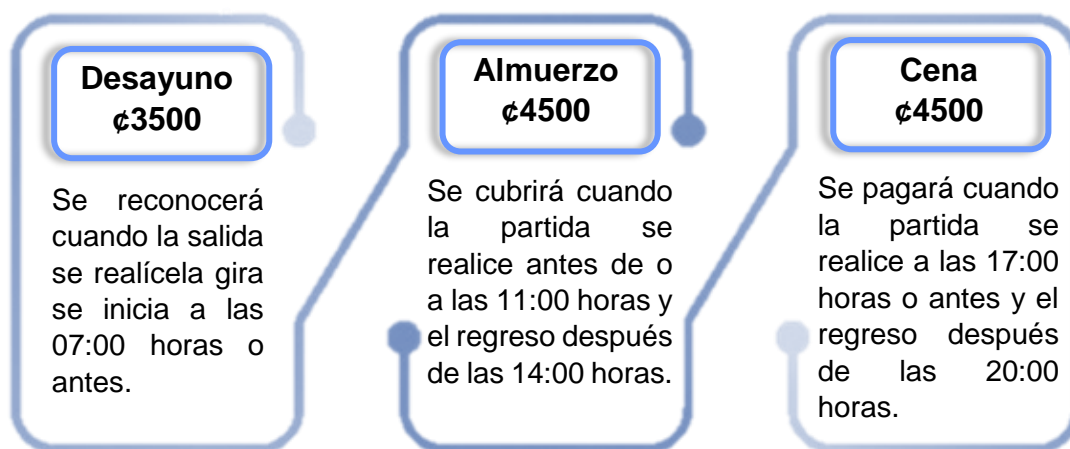 Desayuno
¢3500
Se reconocerá
cuando la salida
se realícela gira
se inicia a las
07:00 horas o
antes.
Almuerzo
¢4500
Se cubrirá cuando
la partida se
realice antes de o
a las 11:00 horas y
el regreso después
de las 14:00 horas.
Cena
¢4500
Se pagará cuando
la partida se
realice a las 17:00
horas o antes y el
regreso después
de las 20:00
horas.